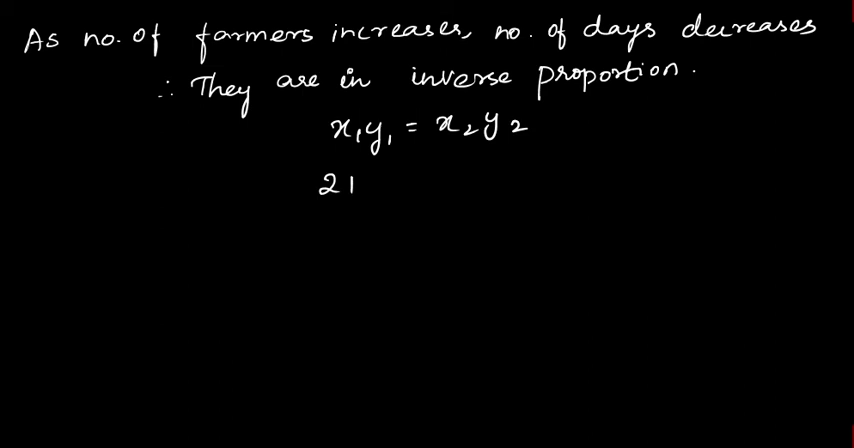 As no. of farmers increases, no. of days decreases
∴ They are in inverse proportion.
x₁y₁ = x₂y₂
21